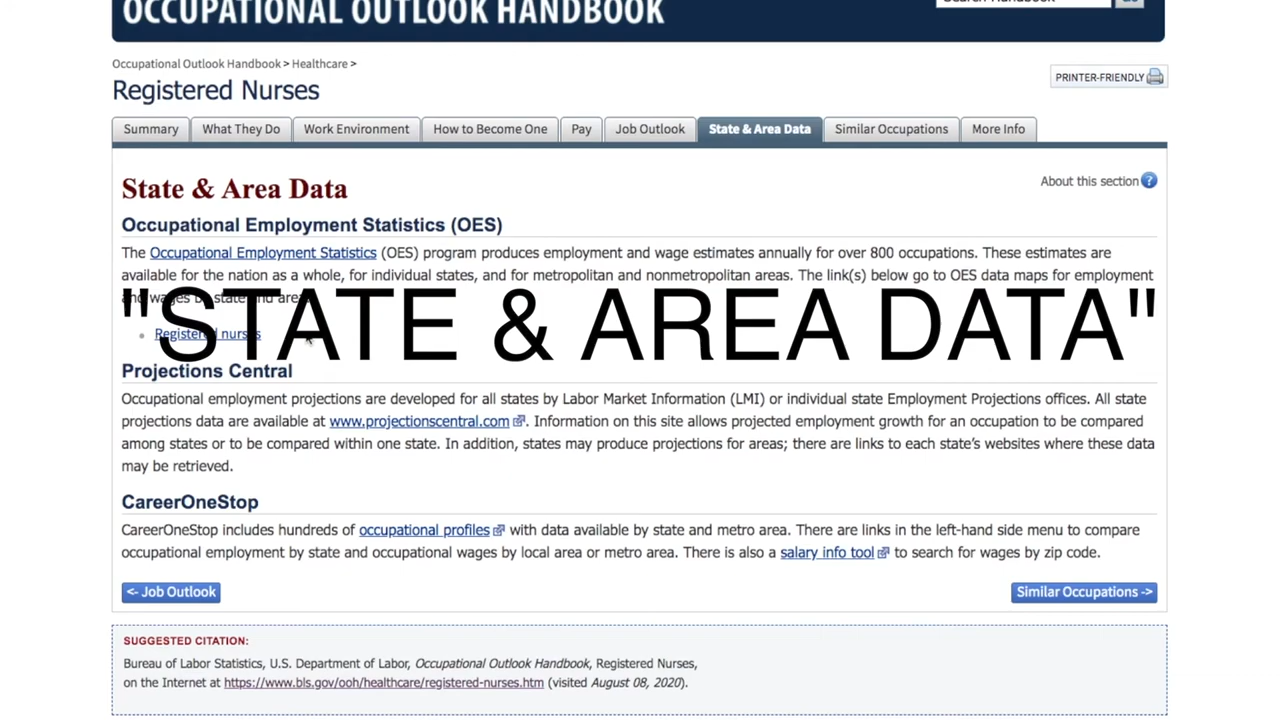 OCCUPATIONAL OUTLOOK HANDBOOK
Occupational Outlook Handbook > Healthcare >
PRINTER-FRIENDLY
Registered Nurses
Summary What They Do Work Environment How to Become One Pay Job Outlook State & Area Data Similar Occupations More Info
State & Area Data
About this section ?
Occupational Employment Statistics (OES)
The Occupational Employment Statistics (OES) program produces employment and wage estimates annually for over 800 occupations. These estimates are
available for the nation as a whole, for individual states, and for metropolitan and nonmetropolitan areas. The link(s) below go to OES data maps for employment
and wages by state and area.
"STATE & AREA DATA"
Registered nurses
Projections Central
Occupational employment projections are developed for all states by Labor Market Information (LMI) or individual state Employment Projections offices. All state
projections data are available at www.projectionscentral.com. Information on this site allows projected employment growth for an occupation to be compared
among states or to be compared within one state. In addition, states may produce projections for areas; there are links to each state's websites where these data
may be retrieved.
CareerOneStop
CareerOneStop includes hundreds of occupational profiles with data available by state and metro area. There are links in the left-hand side menu to compare
occupational employment by state and occupational wages by local area or metro area. There is also a salary info tool to search for wages by zip code.
<- Job Outlook
Similar Occupations ->
SUGGESTED CITATION:
Bureau of Labor Statistics, U.S. Department of Labor, Occupational Outlook Handbook, Registered Nurses,
on the Internet at https://www.bls.gov/ooh/healthcare/registered-nurses.htm (visited August 08, 2020).